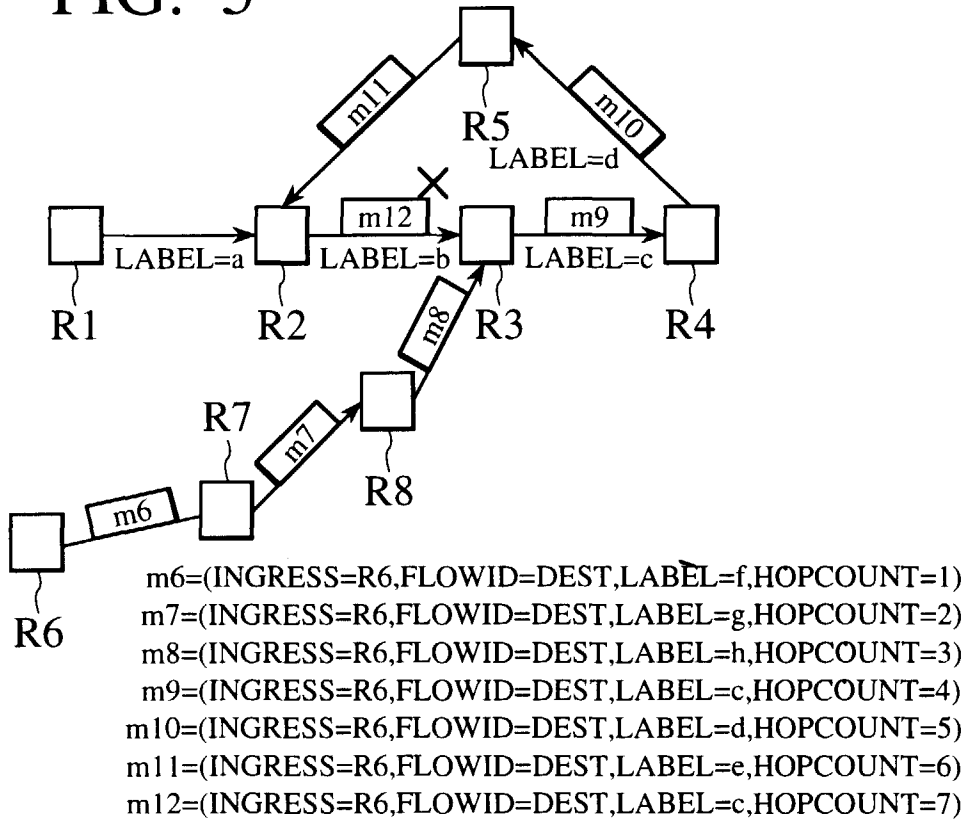 FIG. 5
m11
m10
R5
LABEL=d
m12
m9
LABEL=a
LABEL=b
LABEL=c
R1
R2
R3
R4
m8
R7
m7
R8
m6
R6
m6=(INGRESS=R6,FLOWID=DEST,LABEL=f,HOPCOUNT=1)
m7=(INGRESS=R6,FLOWID=DEST,LABEL=g,HOPCOUNT=2)
m8=(INGRESS=R6,FLOWID=DEST,LABEL=h,HOPCOUNT=3)
m9=(INGRESS=R6,FLOWID=DEST,LABEL=c,HOPCOUNT=4)
m10=(INGRESS=R6,FLOWID=DEST,LABEL=d,HOPCOUNT=5)
m11=(INGRESS=R6,FLOWID=DEST,LABEL=e,HOPCOUNT=6)
m12=(INGRESS=R6,FLOWID=DEST,LABEL=c,HOPCOUNT=7)